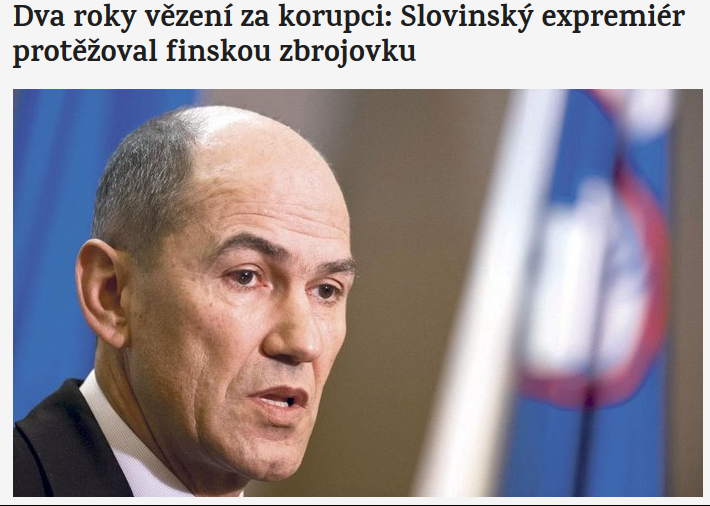 Dva roky vězení za korupci: Slovinský expremiér
protěžoval finskou zbrojovku